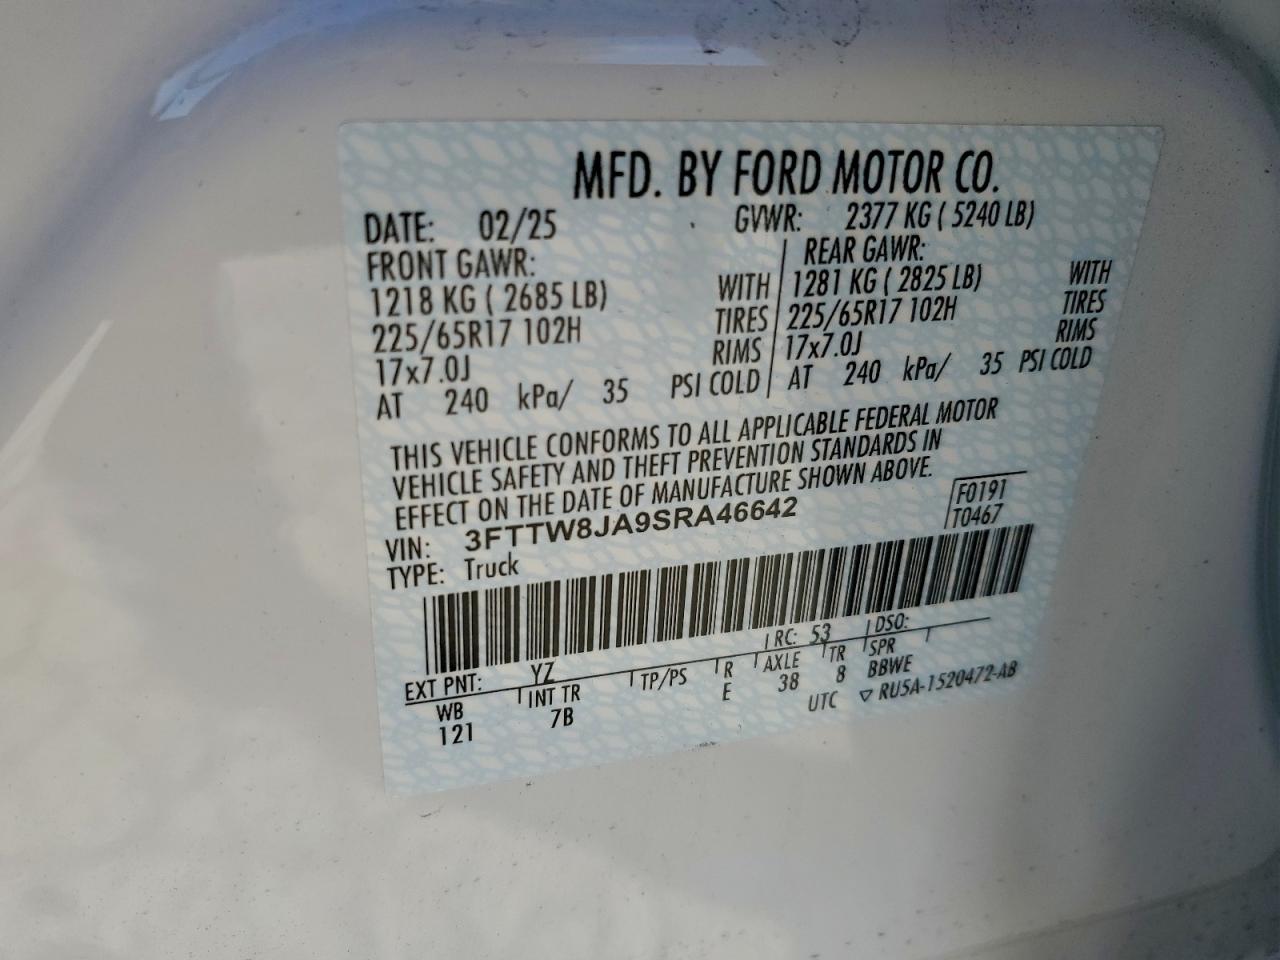 MFD. BY FORD MOTOR CO.
DATE: 02/25 GVWR: 2377 KG ( 5240 LB)
FRONT GAWR: REAR GAWR:
1218 KG ( 2685 LB) WITH 1281 KG ( 2825 LB) WITH
225/65R17 102H TIRES 225/65R17 102H TIRES
17x7.0J RIMS 17x7.0J RIMS
AT 240 kPa/ 35 PSI COLD AT 240 kPa/ 35 PSI COLD
THIS VEHICLE CONFORMS TO ALL APPLICABLE FEDERAL MOTOR
VEHICLE SAFETY AND THEFT PREVENTION STANDARDS IN
EFFECT ON THE DATE OF MANUFACTURE SHOWN ABOVE.
F0191
VIN: 3FTTW8JA9SRA46642 T0467
TYPE: Truck
EXT PNT: YZ RC: 53 DSO:
WB INT TR TP/PS R AXLE TR SPR
121 7B E 38 8 BBWE
UTC ▽ RU5A-1520472-AB